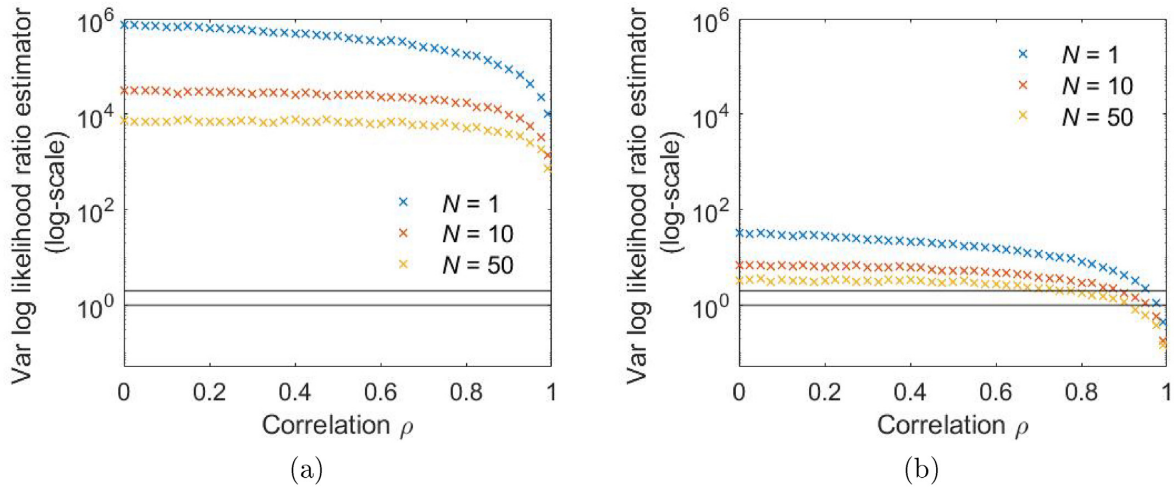 Var log likelihood ratio estimator
(log-scale)
10^6
10^4
10^2
10^0
N = 1
N = 10
N = 50
0 0.2 0.4 0.6 0.8 1
Correlation ρ
(a)
Var log likelihood ratio estimator
(log-scale)
10^6
10^4
10^2
10^0
N = 1
N = 10
N = 50
0 0.2 0.4 0.6 0.8 1
Correlation ρ
(b)